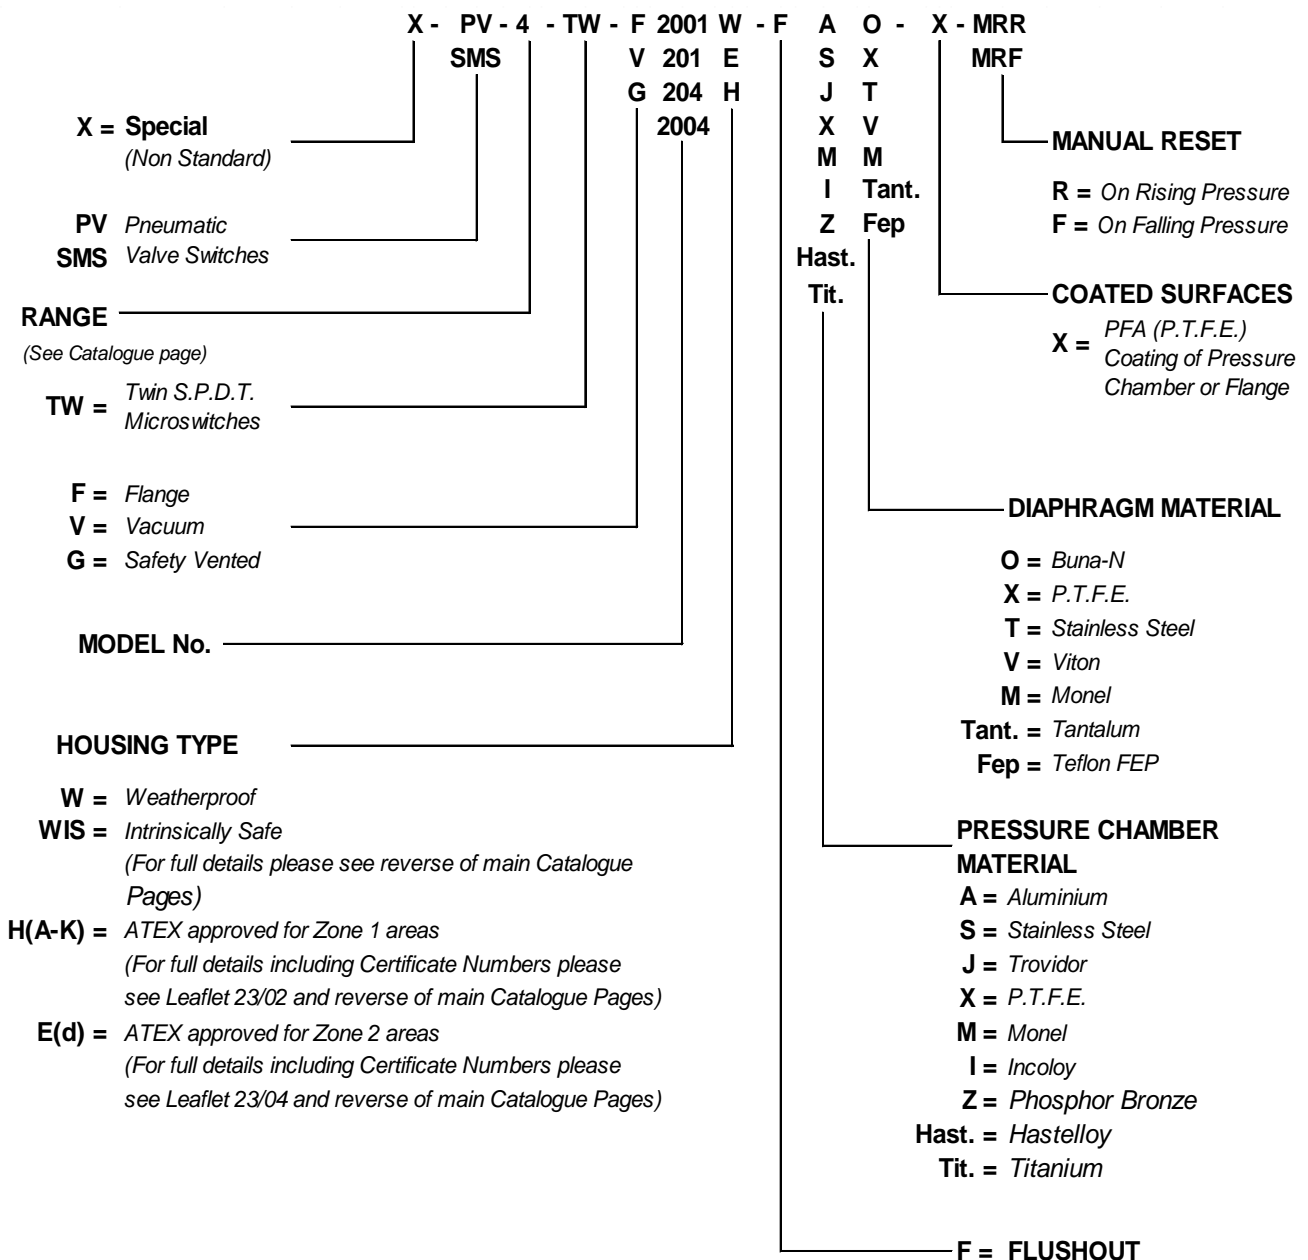 X - PV - 4 - TW - F 2001 W - F A O - X - MRR
SMS V 201 E S X MRF
G 204 H J T
2004 X V
M M
I Tant.
Z Fep
Hast.
Tit.
X = Special
(Non Standard)
PV Pneumatic
SMS Valve Switches
RANGE
(See Catalogue page)
TW = Twin S.P.D.T.
Microswitches
F = Flange
V = Vacuum
G = Safety Vented
MODEL No.
HOUSING TYPE
W = Weatherproof
WIS = Intrinsically Safe
(For full details please see reverse of main Catalogue
Pages)
H(A-K) = ATEX approved for Zone 1 areas
(For full details including Certificate Numbers please
see Leaflet 23/02 and reverse of main Catalogue Pages)
E(d) = ATEX approved for Zone 2 areas
(For full details including Certificate Numbers please
see Leaflet 23/04 and reverse of main Catalogue Pages)
MANUAL RESET
R = On Rising Pressure
F = On Falling Pressure
COATED SURFACES
X = PFA (P.T.F.E.)
Coating of Pressure
Chamber or Flange
DIAPHRAGM MATERIAL
O = Buna-N
X = P.T.F.E.
T = Stainless Steel
V = Viton
M = Monel
Tant. = Tantalum
Fep = Teflon FEP
PRESSURE CHAMBER
MATERIAL
A = Aluminium
S = Stainless Steel
J = Trovidor
X = P.T.F.E.
M = Monel
I = Incoloy
Z = Phosphor Bronze
Hast. = Hastelloy
Tit. = Titanium
F = FLUSHOUT